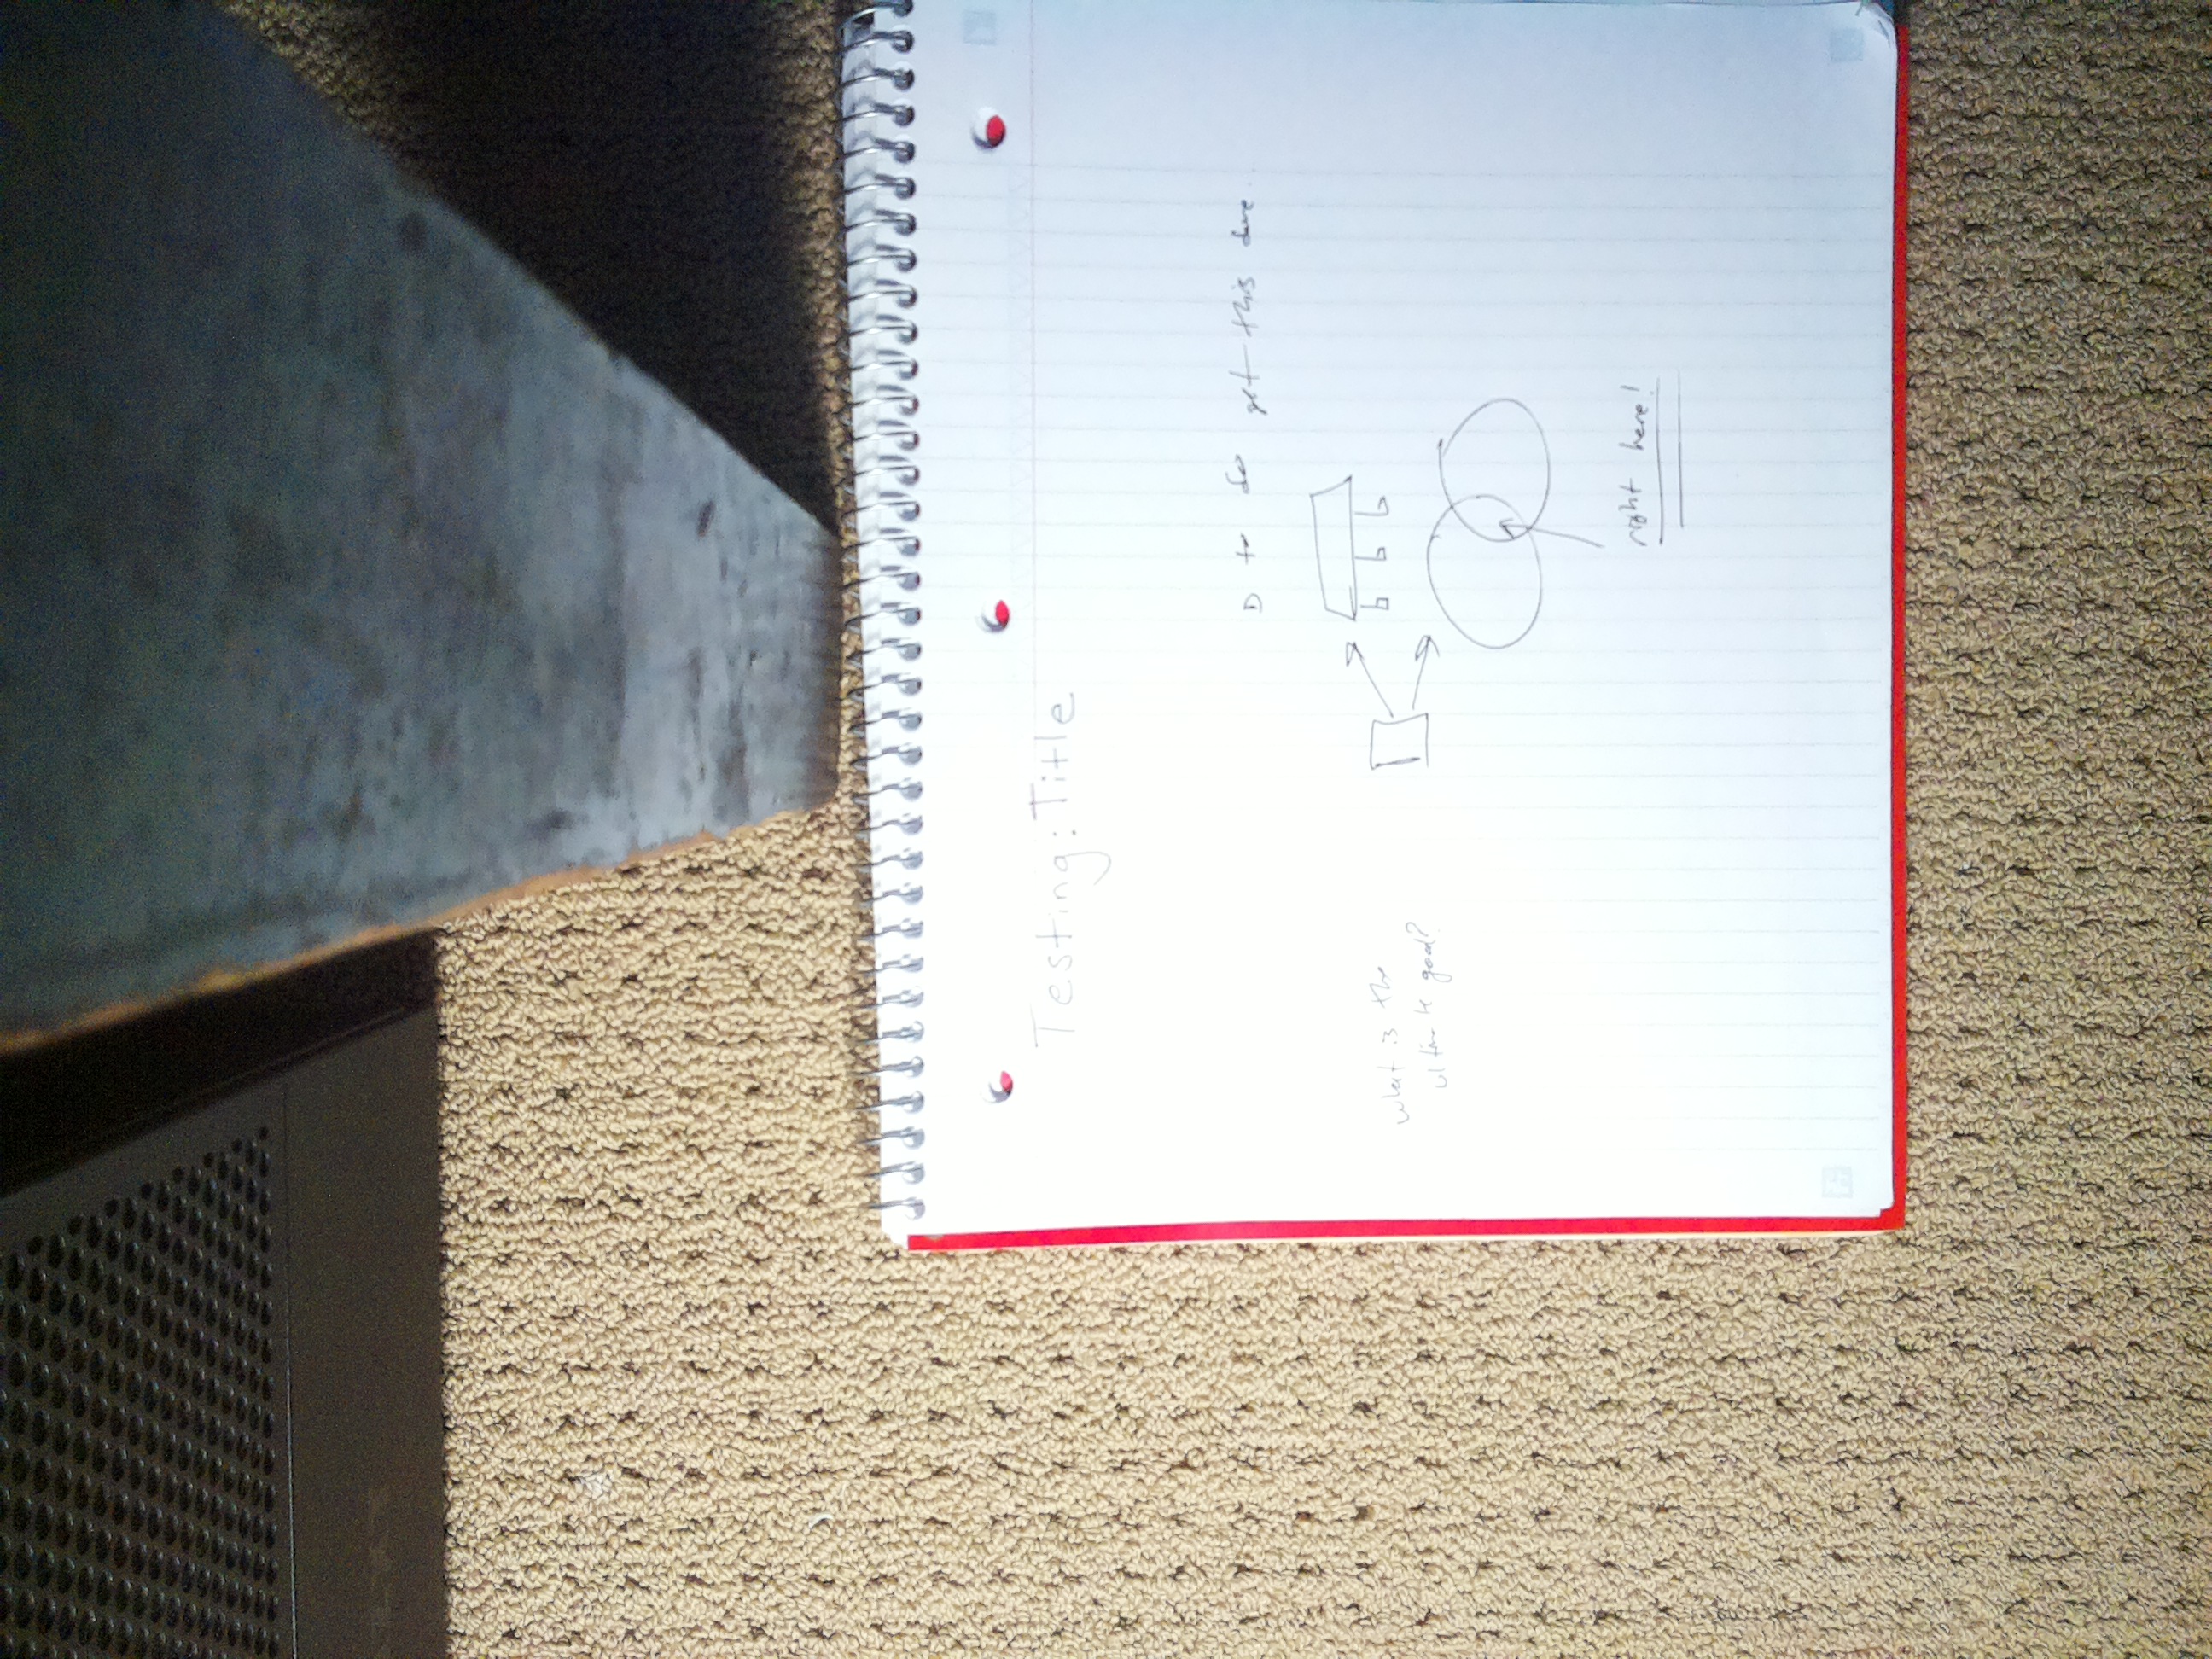 Testing:Title
D to do get this done.
b b b
right here!
what is the
ultimate goal?